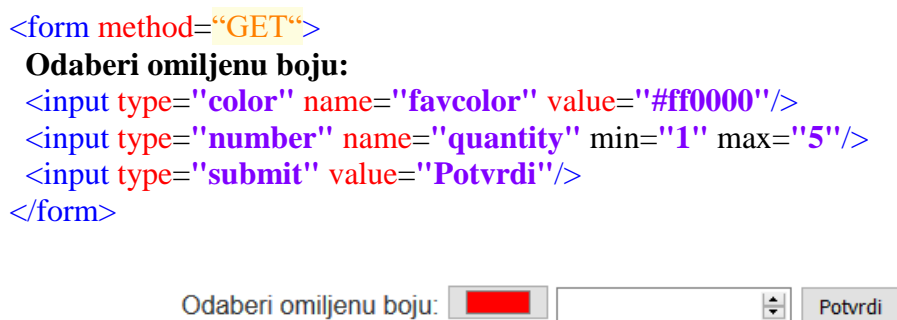 <form method=“GET“>
Odaberi omiljenu boju:
<input type="color" name="favcolor" value="#ff0000"/>
<input type="number" name="quantity" min="1" max="5"/>
<input type="submit" value="Potvrdi"/>
</form>
Odaberi omiljenu boju: Potvrdi